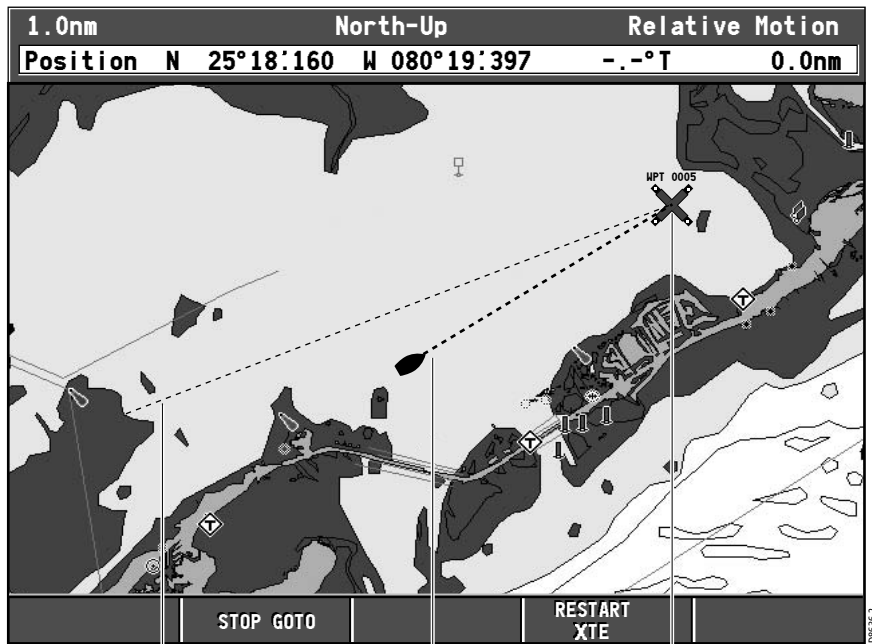 1.0nm North-Up Relative Motion
Position N 25°18'.160 W 080°19'.397 -.-°T 0.0nm
WPT 0005
T
T
T
STOP GOTO
RESTART
XTE